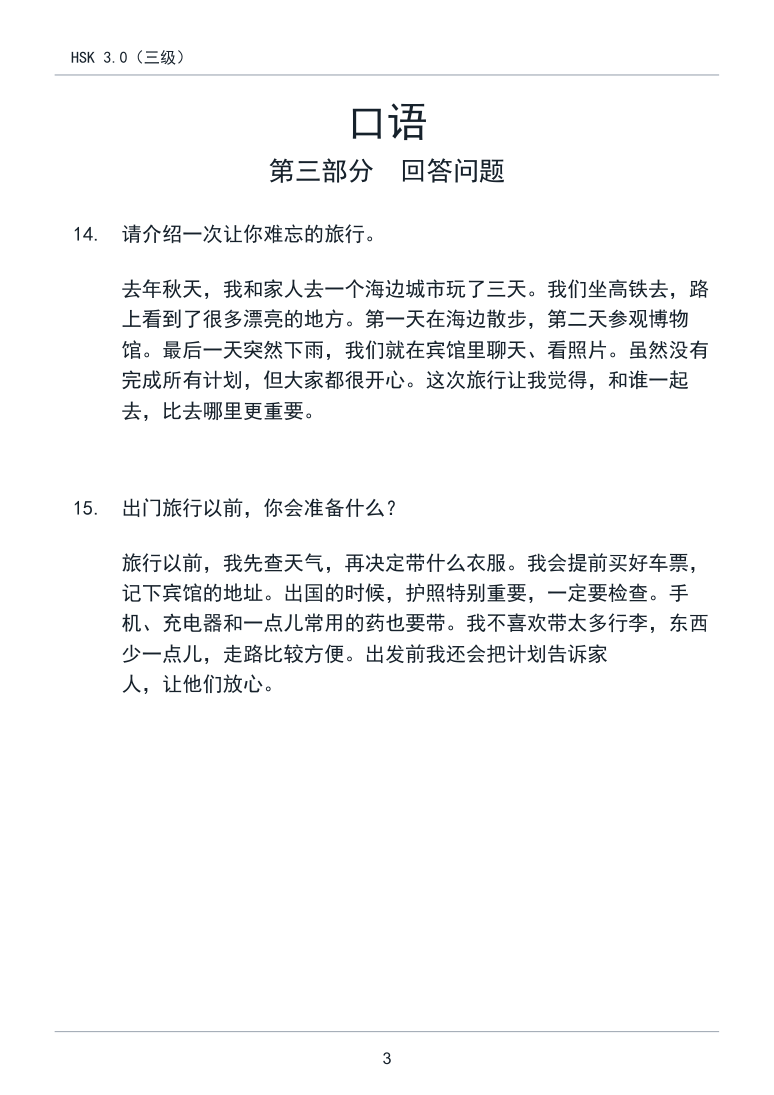 HSK 3.0（三级）
口语
第三部分　回答问题
14. 请介绍一次让你难忘的旅行。
去年秋天，我和家人去一个海边城市玩了三天。我们坐高铁去，路
上看到了很多漂亮的地方。第一天在海边散步，第二天参观博物
馆。最后一天突然下雨，我们就在宾馆里聊天、看照片。虽然没有
完成所有计划，但大家都很开心。这次旅行让我觉得，和谁一起
去，比去哪里更重要。
15. 出门旅行以前，你会准备什么？
旅行以前，我先查天气，再决定带什么衣服。我会提前买好车票，
记下宾馆的地址。出国的时候，护照特别重要，一定要检查。手
机、充电器和一点儿常用的药也要带。我不喜欢带太多行李，东西
少一点儿，走路比较方便。出发前我还会把计划告诉家
人，让他们放心。
3